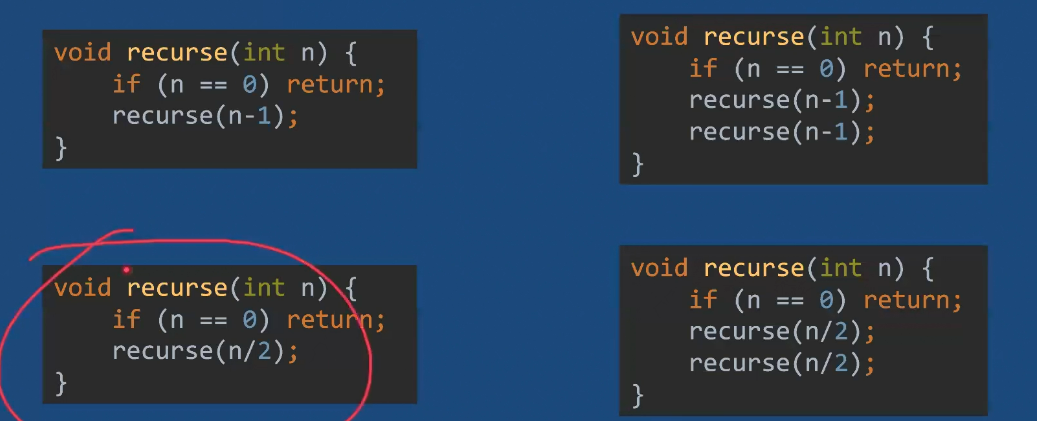 void recurse(int n) {
    if (n == 0) return;
    recurse(n-1);
}
void recurse(int n) {
    if (n == 0) return;
    recurse(n-1);
    recurse(n-1);
}
void recurse(int n) {
    if (n == 0) return;
    recurse(n/2);
}
void recurse(int n) {
    if (n == 0) return;
    recurse(n/2);
    recurse(n/2);
}